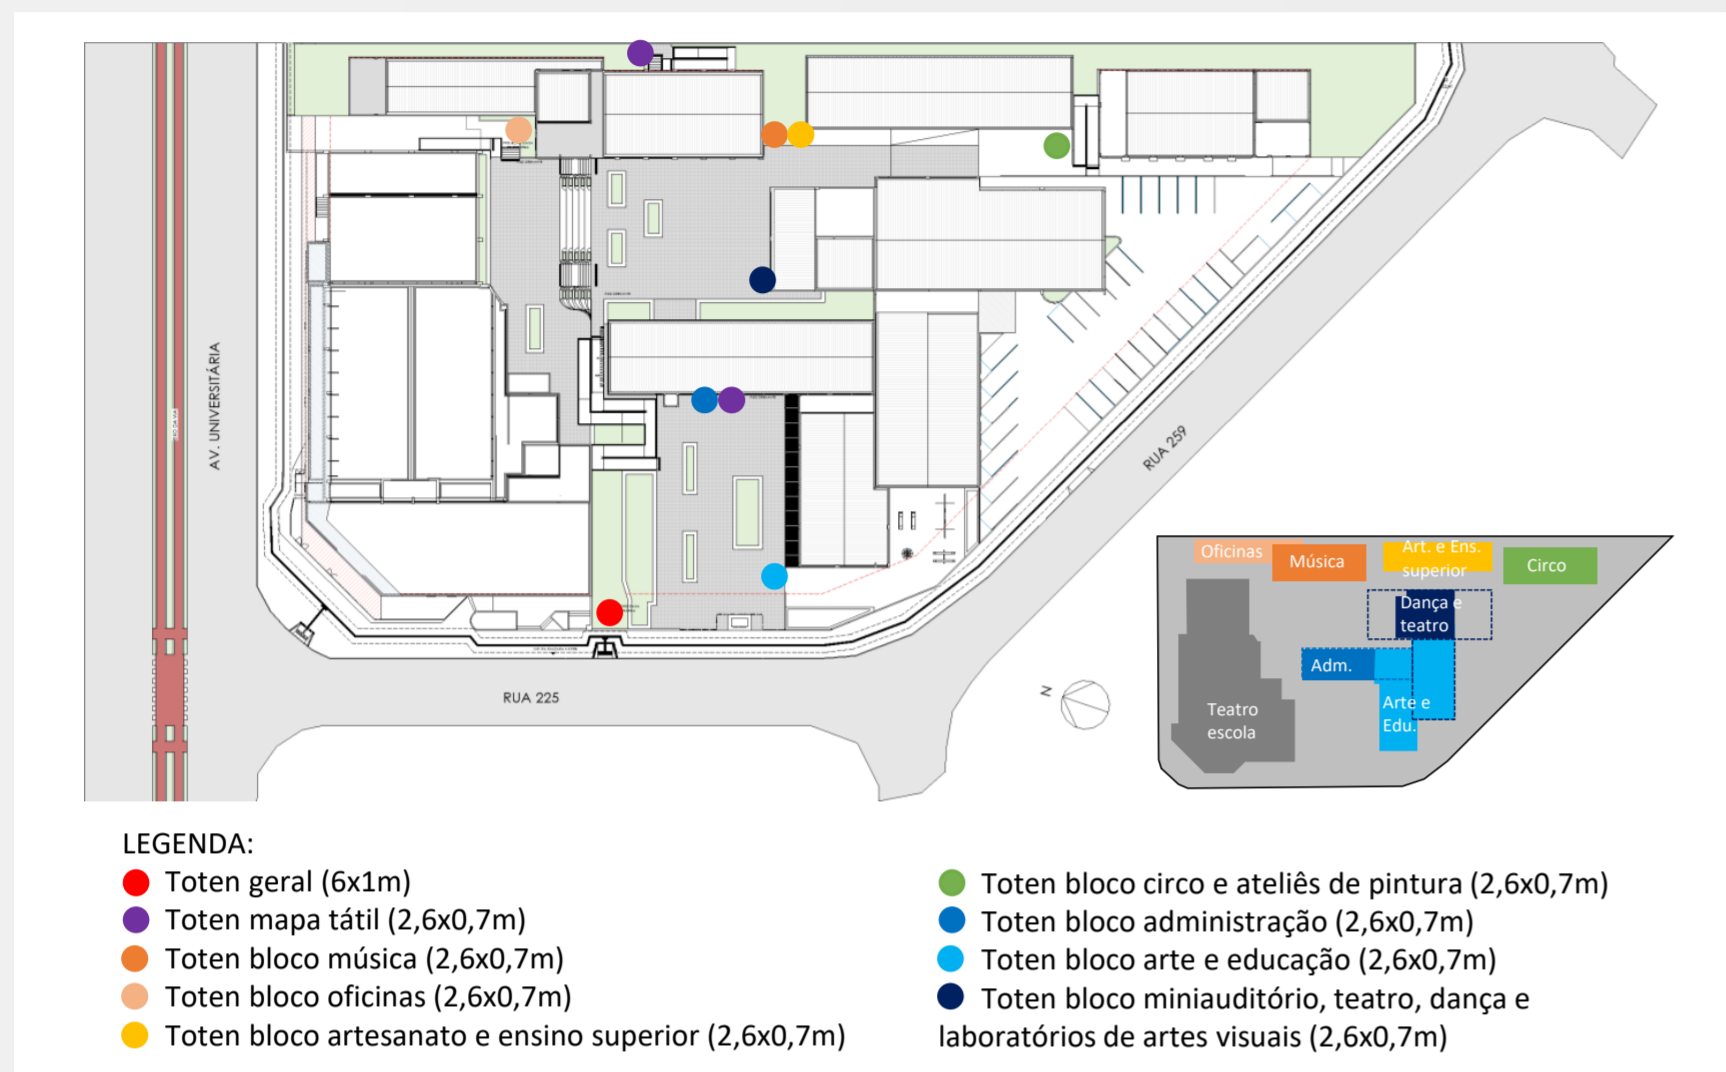 AV. UNIVERSITÁRIA
RUA 259
RUA 225
N
Oficinas
Música
Art. e Ens.
superior
Circo
Dança e
teatro
Adm.
Arte e
Edu.
Teatro
escola
LEGENDA:
Toten geral (6x1m)
Toten mapa tátil (2,6x0,7m)
Toten bloco música (2,6x0,7m)
Toten bloco oficinas (2,6x0,7m)
Toten bloco artesanato e ensino superior (2,6x0,7m)
Toten bloco circo e ateliês de pintura (2,6x0,7m)
Toten bloco administração (2,6x0,7m)
Toten bloco arte e educação (2,6x0,7m)
Toten bloco miniauditório, teatro, dança e
laboratórios de artes visuais (2,6x0,7m)